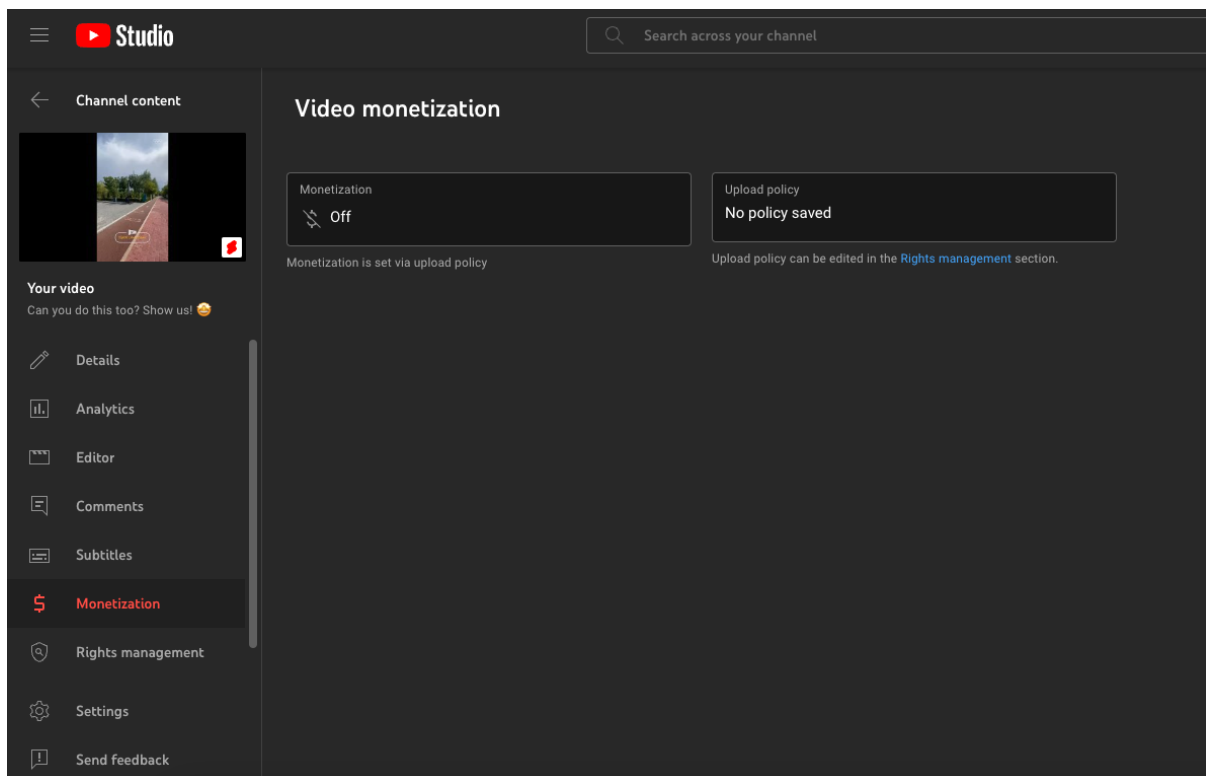 Studio
Search across your channel
Channel content
Your video
Can you do this too? Show us! 🤩
Details
Analytics
Editor
Comments
Subtitles
Monetization
Rights management
Settings
Send feedback
Video monetization
Monetization
Off
Monetization is set via upload policy
Upload policy
No policy saved
Upload policy can be edited in the Rights management section.